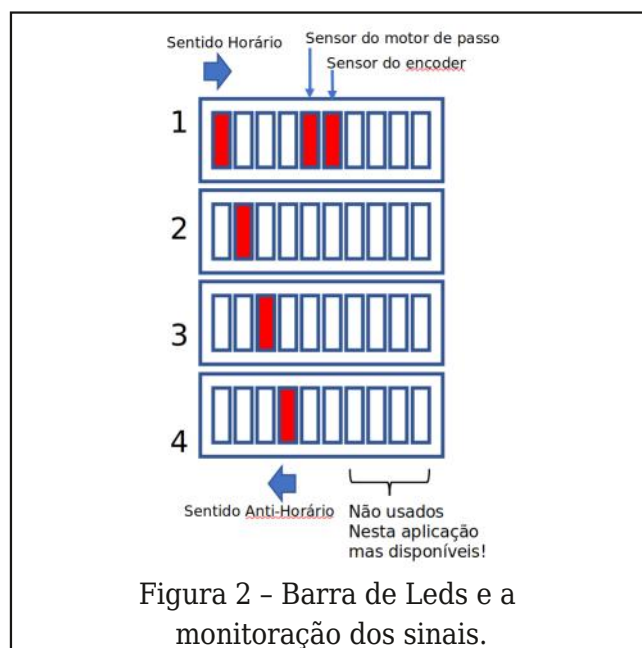 Sentido Horário
Sensor do motor de passo
Sensor do encoder
1
2
3
4
Sentido Anti-Horário
Não usados
Nesta aplicação
mas disponíveis!
Figura 2 – Barra de Leds e a
monitoração dos sinais.